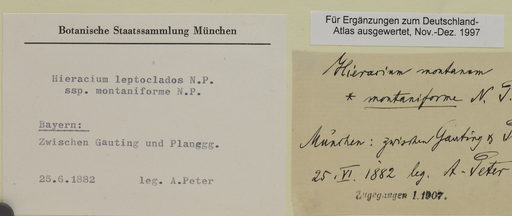 Botanische Staatssammlung München
Hieracium leptoclados N.P.
ssp. montaniforme N.P.
Bayern:
Zwischen Gauting und Planggg.
25.6.1882 leg. A.Peter
Für Ergänzungen zum Deutschland-
Atlas ausgewertet, Nov.-Dez. 1997
Hieracium montanum
* montaniforme N.
München: zwischen Gauting &
25. VI. 1882 leg. A. Peter
Zugegangen 1.1907.